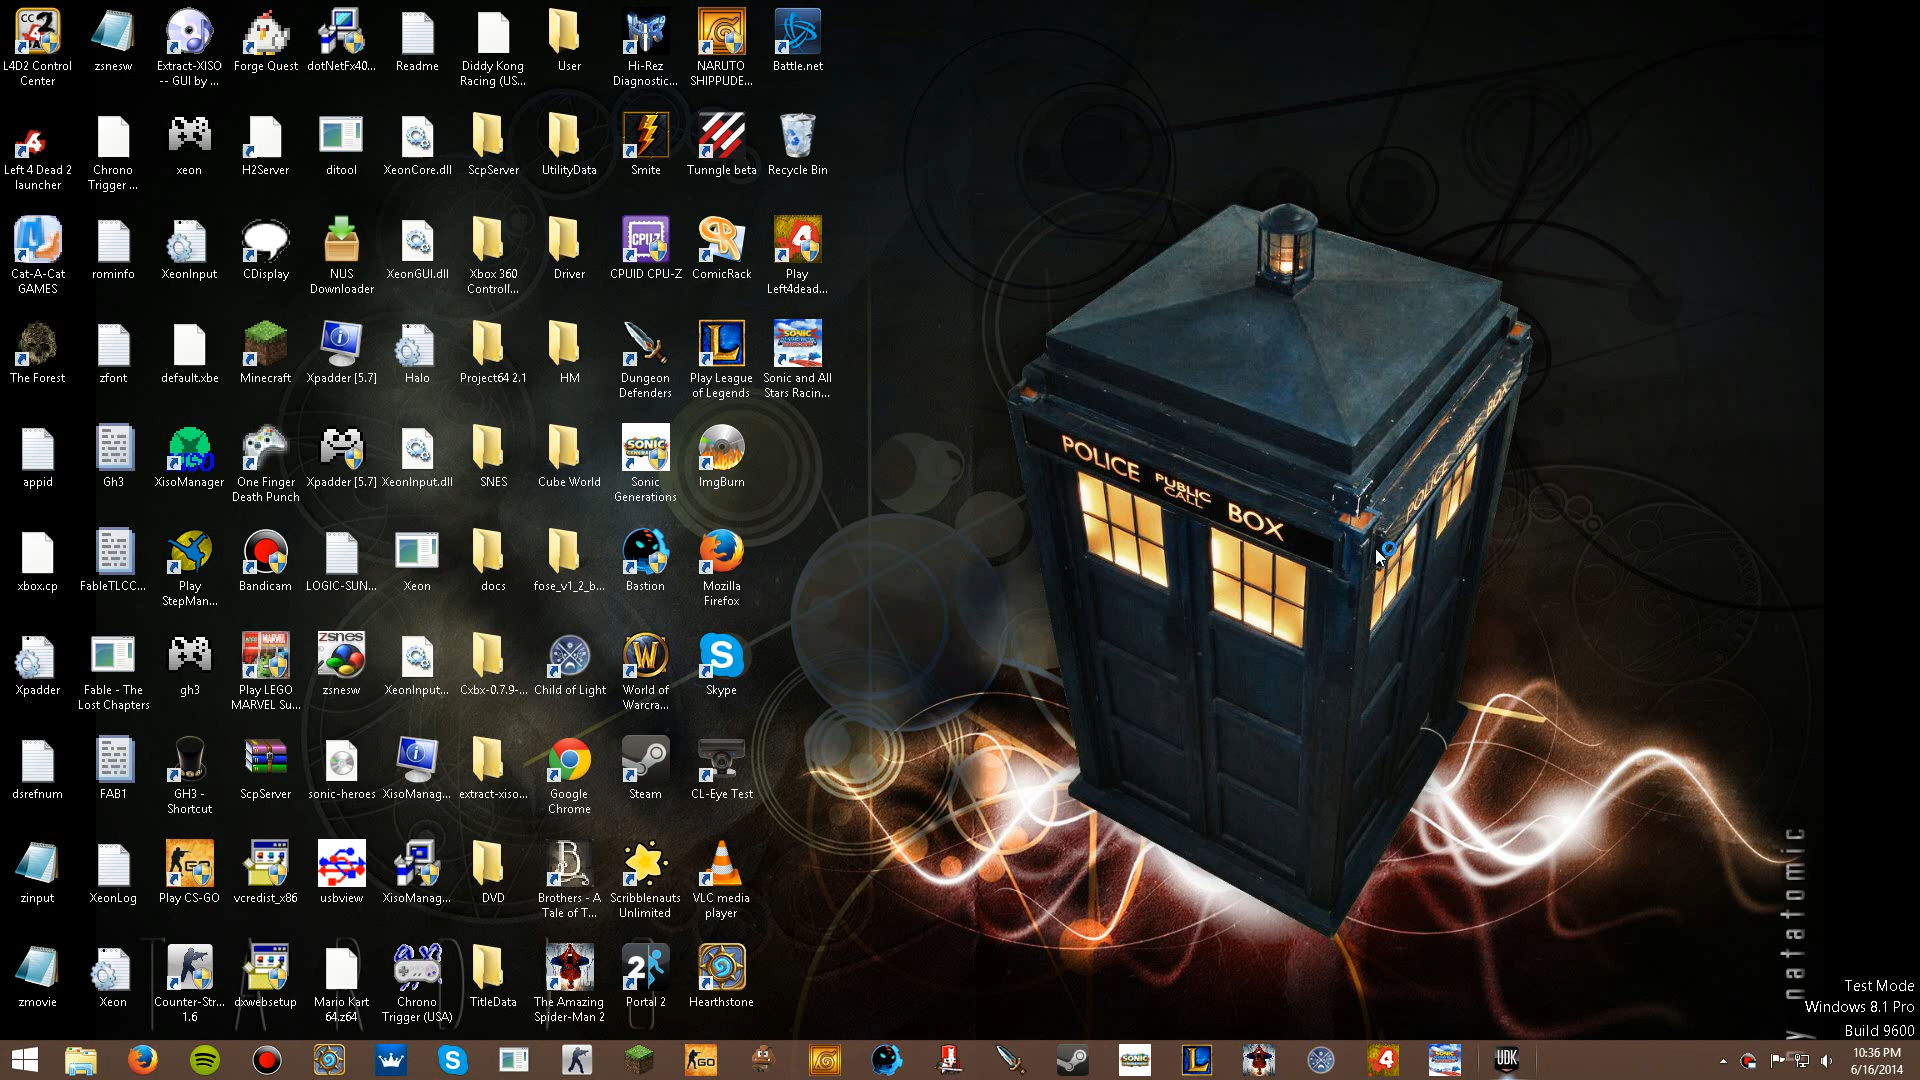 L4D2 Control
Center
zsnesw
Extract-XISO
-- GUI by ...
Forge Quest
dotNetFx40...
Readme
Diddy Kong
Racing (US...
User
Hi-Rez
Diagnostic...
NARUTO
SHIPPUDE...
Battle.net
Left 4 Dead 2
launcher
Chrono
Trigger ...
xeon
H2Server
ditool
XeonCore.dll
ScpServer
UtilityData
Smite
Tunngle beta
Recycle Bin
Cat-A-Cat
GAMES
rominfo
XeonInput
CDisplay
NUS
Downloader
XeonGUI.dll
Xbox 360
Controll...
Driver
CPUID CPU-Z
ComicRack
Play
Left4dead...
The Forest
zfont
default.xbe
Minecraft
Xpadder [5.7]
Halo
Project64 2.1
HM
Dungeon
Defenders
Play League
of Legends
Sonic and All
Stars Racin...
appid
Gh3
XisoManager
One Finger
Death Punch
Xpadder [5.7]
XeonInput.dll
SNES
Cube World
Sonic
Generations
ImgBurn
xbox.cp
FableTLCC...
Play
StepMan...
Bandicam
LOGIC-SUN...
Xeon
docs
fose_v1_2_b...
Bastion
Mozilla
Firefox
Xpadder
Fable - The
Lost Chapters
gh3
Play LEGO
MARVEL Su...
zsnesw
XeonInput...
Cxbx-0.7.9-...
Child of Light
World of
Warcra...
Skype
dsrefnum
FAB1
GH3 -
Shortcut
ScpServer
sonic-heroes
XisoManag...
extract-xiso...
Google
Chrome
Steam
CL-Eye Test
zinput
XeonLog
Play CS-GO
vcredist_x86
usbview
XisoManag...
DVD
Brothers - A
Tale of T...
Scribblenauts
Unlimited
VLC media
player
zmovie
Xeon
Counter-Str...
1.6
dxwebsetup
Mario Kart
64.z64
Chrono
Trigger (USA)
TitleData
The Amazing
Spider-Man 2
Portal 2
Hearthstone
POLICE PUBLIC CALL BOX
POLICE PUBLIC CALL BOX
natatomic
Test Mode
Windows 8.1 Pro
Build 9600
UDK
10:36 PM
6/16/2014